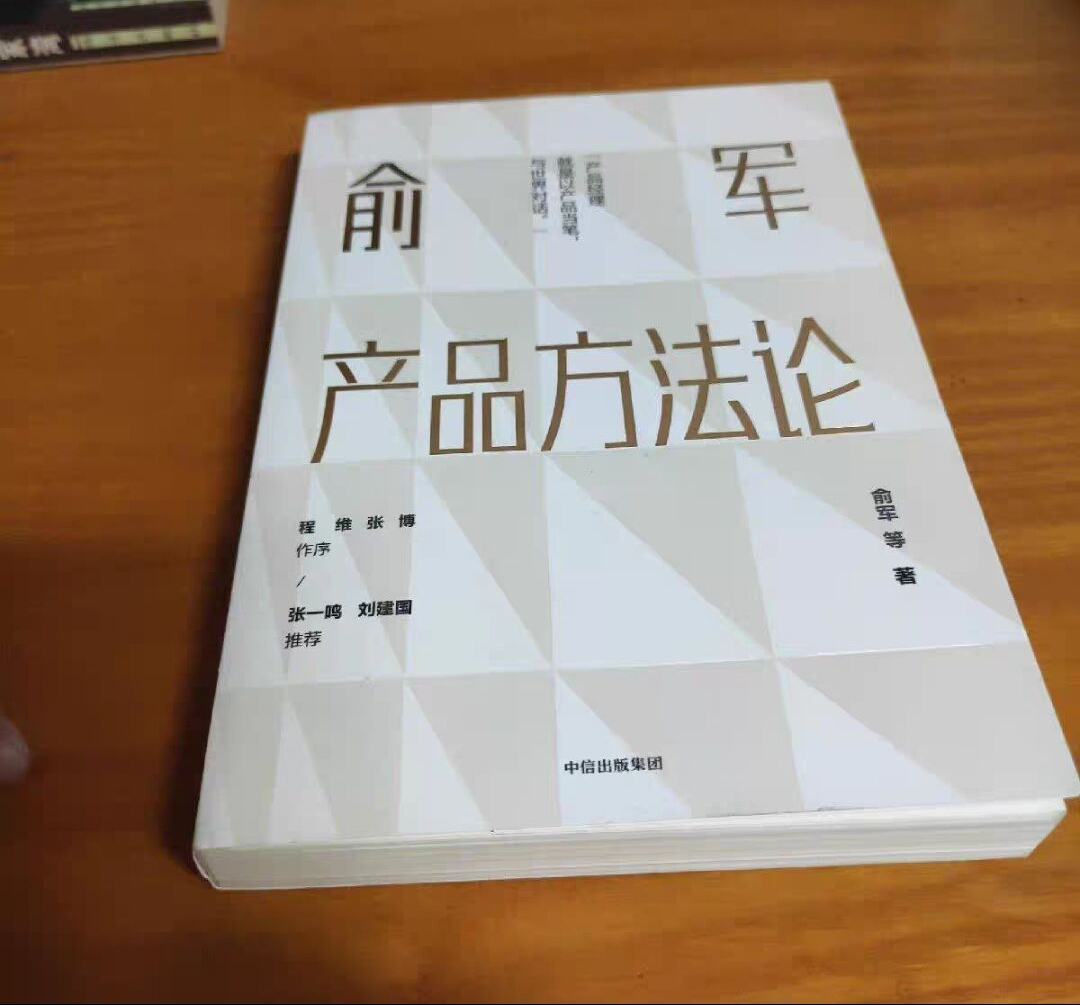 俞军
产品经理
就是以产品当笔，
与世界对话。
产品方法论
俞军 等 著
程 维 张 博
作序
/
张一鸣 刘建国
推荐
中信出版集团